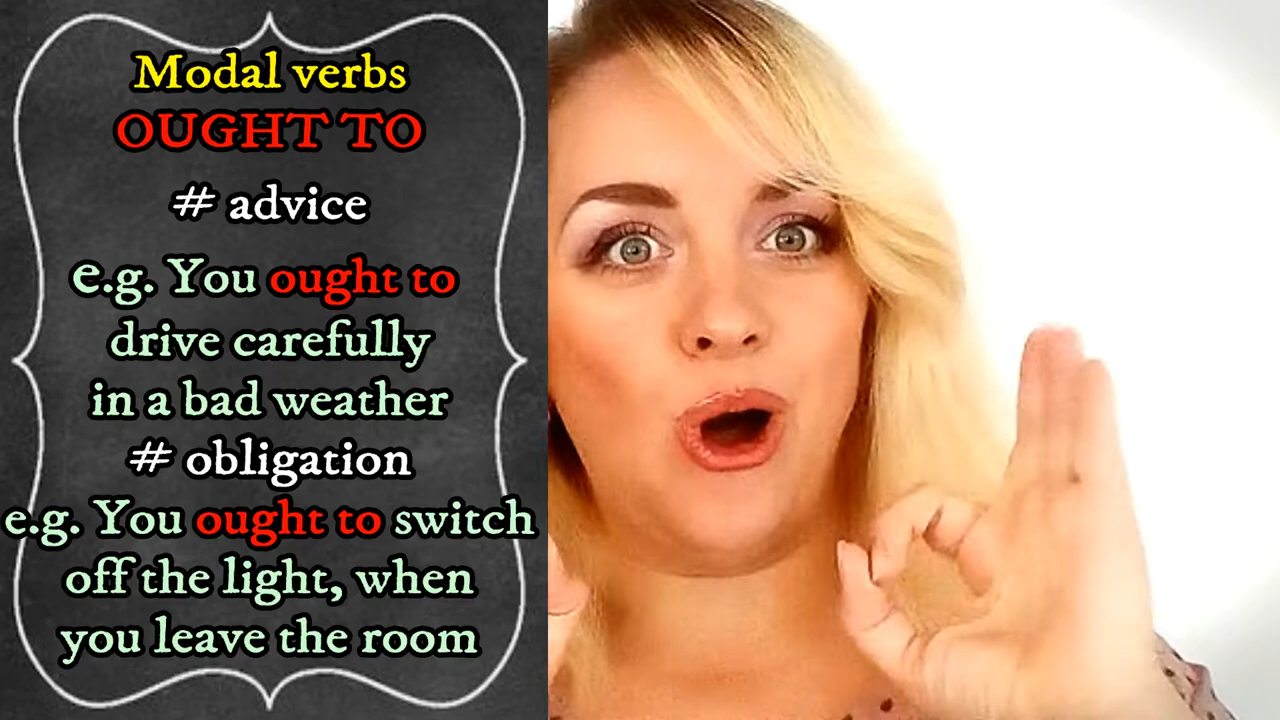 Modal verbs
OUGHT TO
# advice
e.g. You ought to
drive carefully
in a bad weather
# obligation
e.g. You ought to switch
off the light, when
you leave the room